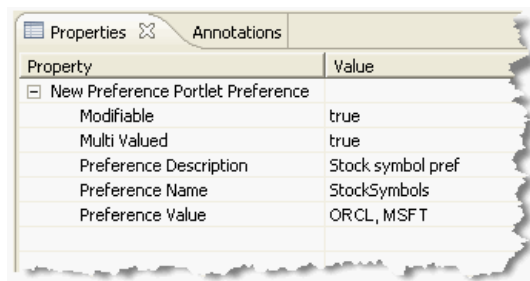 Properties Annotations
Property Value
New Preference Portlet Preference
Modifiable true
Multi Valued true
Preference Description Stock symbol pref
Preference Name StockSymbols
Preference Value ORCL, MSFT